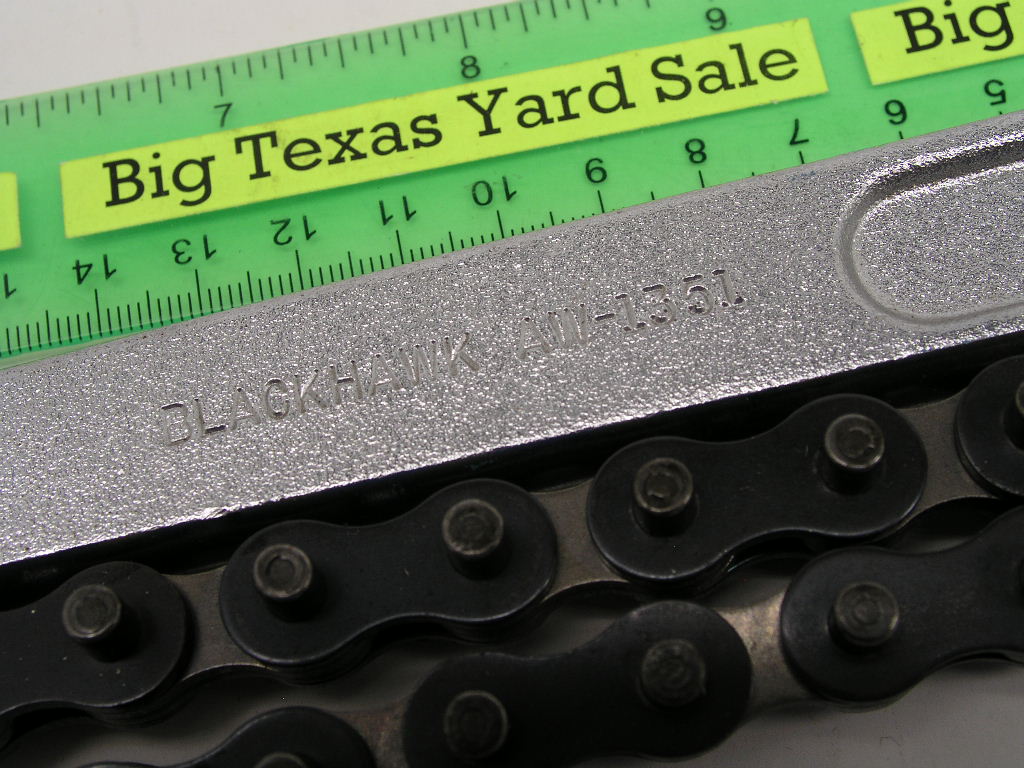 7 8 9
Big Texas Yard Sale
Big
14 13 12 11 10 9 8 7 6 5
BLACKHAWK AW-1351